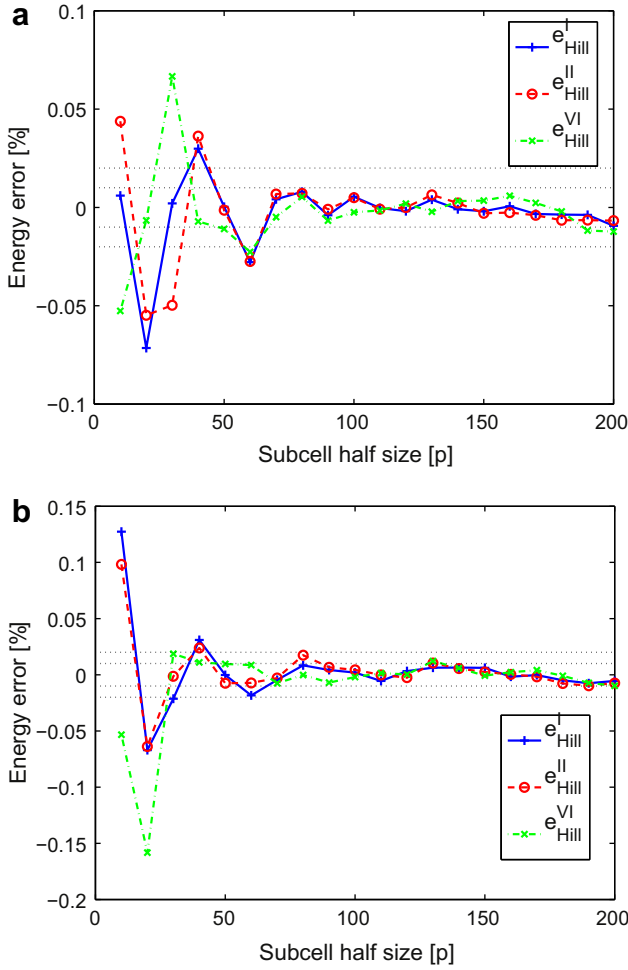 a
0.1
0.05
0
−0.05
−0.1
Energy error [%]
e^I_Hill
e^II_Hill
e^VI_Hill
0 50 100 150 200
Subcell half size [p]
b
0.15
0.1
0.05
0
−0.05
−0.1
−0.15
−0.2
Energy error [%]
e^I_Hill
e^II_Hill
e^VI_Hill
0 50 100 150 200
Subcell half size [p]